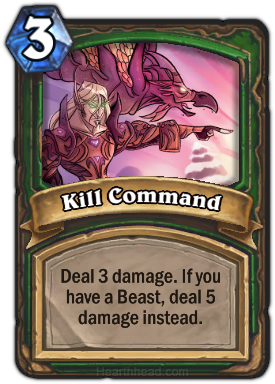 3
Kill Command
Deal 3 damage. If you
have a Beast, deal 5
damage instead.
Hearthhead.com